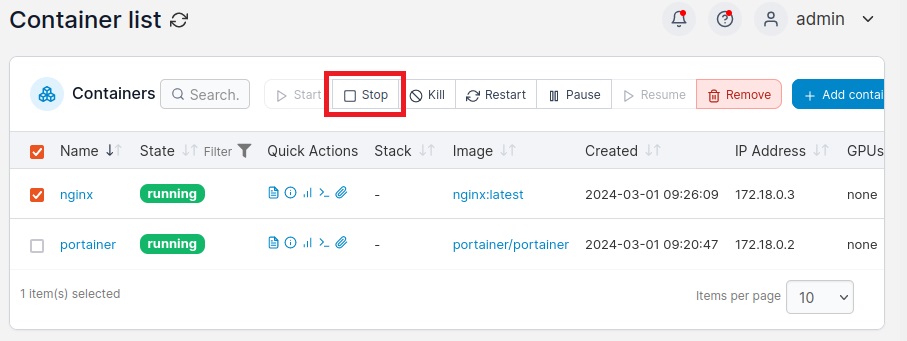 Container list
admin
Containers Search. Start Stop Kill Restart Pause Resume Remove + Add contai
Name State Filter Quick Actions Stack Image Created IP Address GPUs
nginx running - nginx:latest 2024-03-01 09:26:09 172.18.0.3 none
portainer running - portainer/portainer 2024-03-01 09:20:47 172.18.0.2 none
1 item(s) selected
Items per page 10